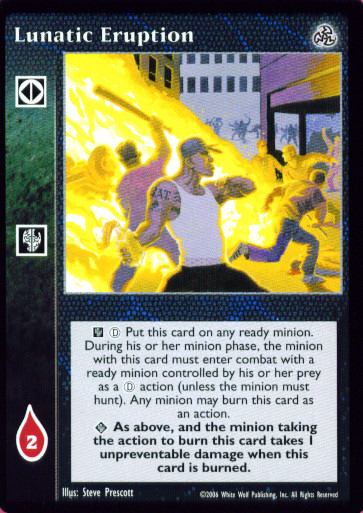 Lunatic Eruption
AT
Ⓓ Put this card on any ready minion.
During his or her minion phase, the minion
with this card must enter combat with a
ready minion controlled by his or her prey
as a Ⓓ action (unless the minion must
hunt). Any minion may burn this card as
an action.
As above, and the minion taking
the action to burn this card takes 1
unpreventable damage when this
card is burned.
2
Illus: Steve Prescott
©2006 White Wolf Publishing, Inc. All Rights Reserved